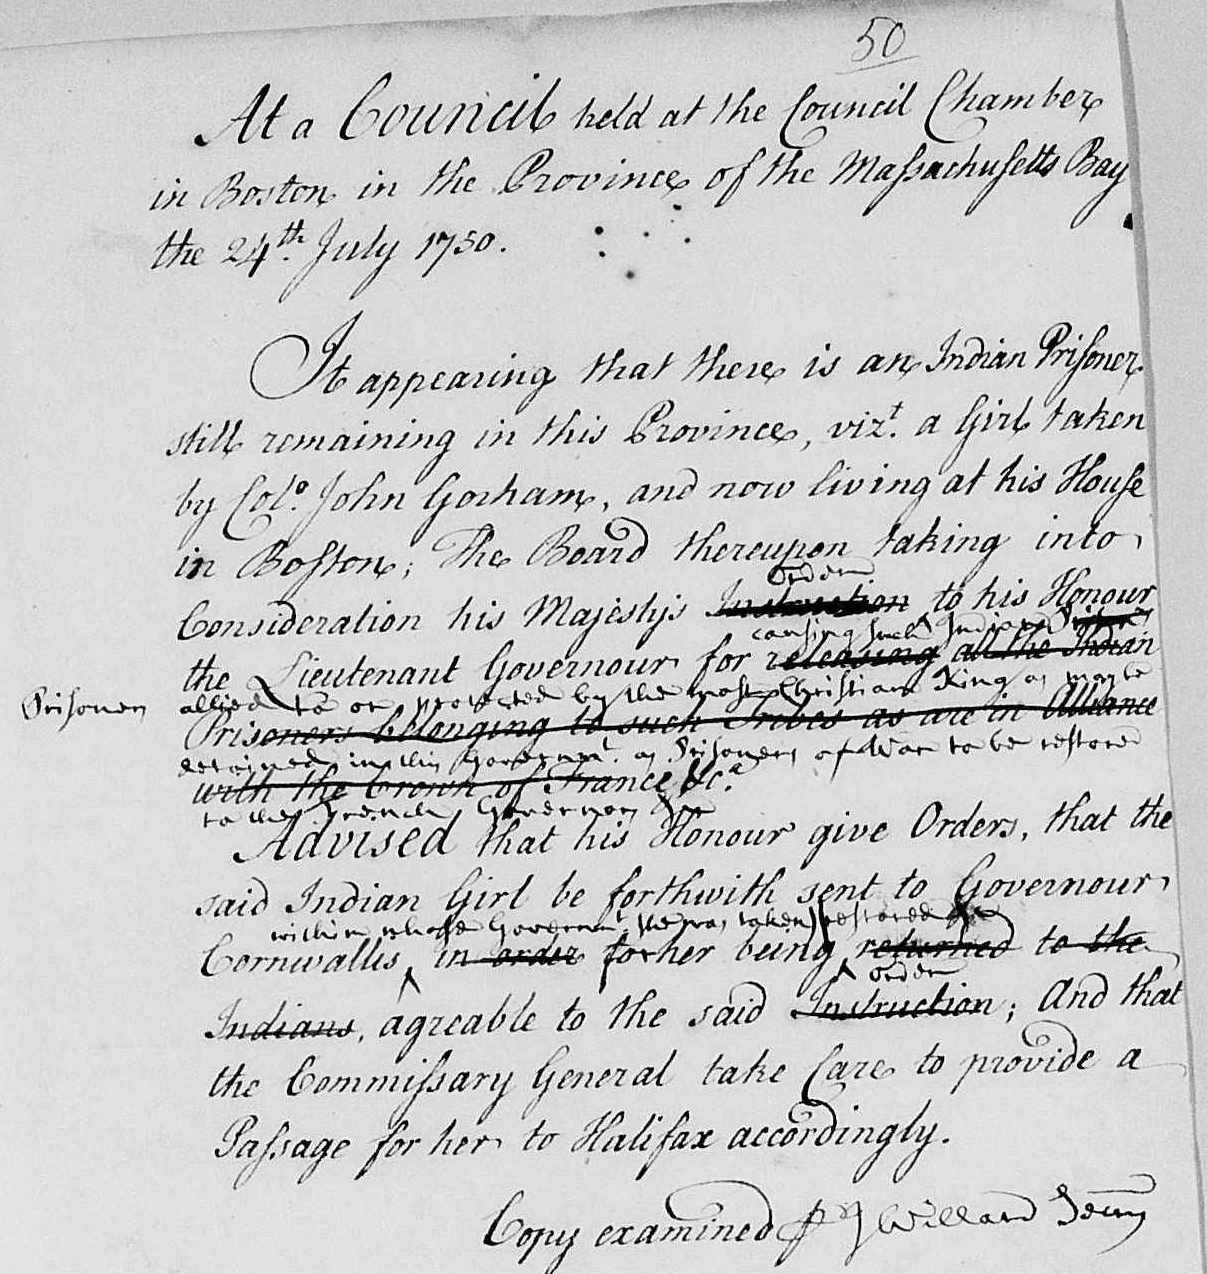 50
At a Council held at the Council Chamber
in Boston in the Province of the Massachusetts Bay
the 24th. July 1750.
It appearing that there is an Indian Prisoner
still remaining in this Province, vizt. a Girl taken
by Colo. John Gorham, and now living at his House
in Boston; The Board thereupon taking into
Order
Consideration his Majesty's Instruction to his Honour
causing such Indian
the Lieutenant Governour for releasing all the Indian
Prisoners
allied to or protected by the most Christian King as may be
Prisoners belonging to such Tribes as are in Alliance
detained in this Governmt. as Prisoners of War to be restored
with the Crown of France &c.a
to the French Governor
Advised that his Honour give Orders, that the
said Indian Girl be forthwith sent to Governour
within whose Governmt. she was taken restored
Cornwallis in order for her being returned to the
order
Indians, agreable to the said Instruction; And that
the Commissary General take Care to provide a
Passage for her to Halifax accordingly.
Copy examined P J Willard Secry